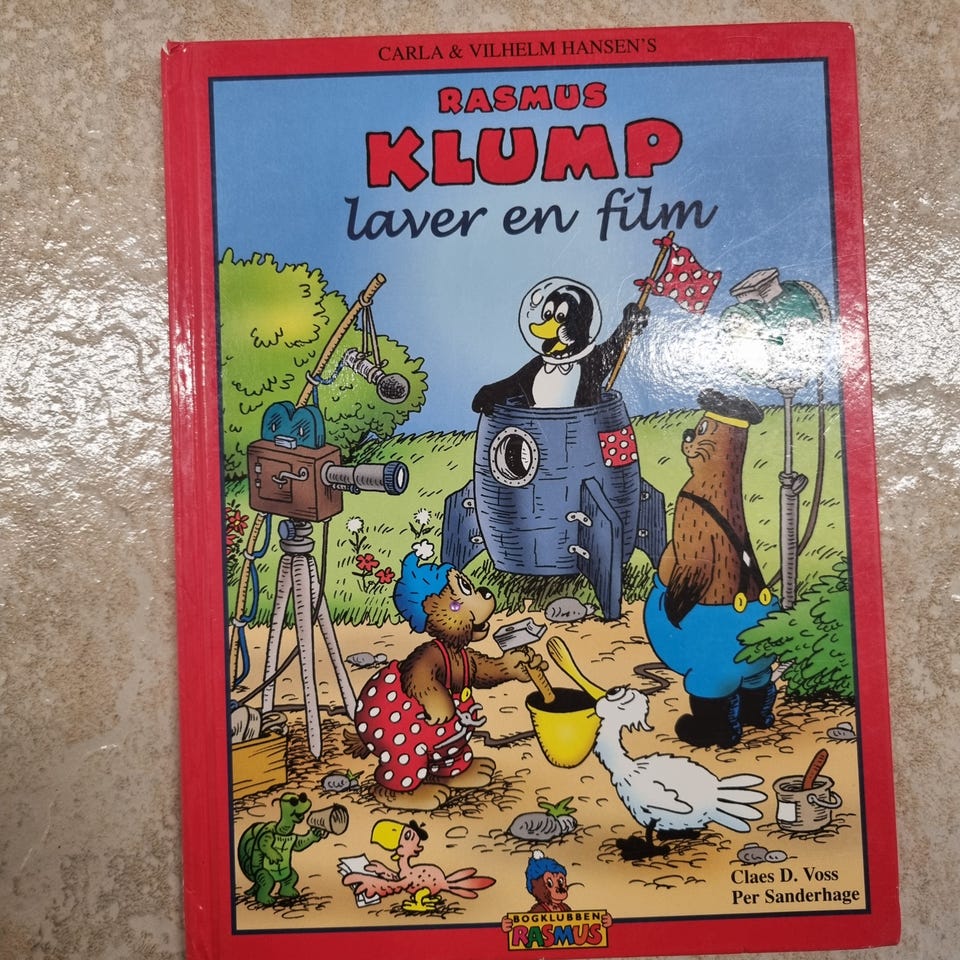 CARLA & VILHELM HANSEN'S
RASMUS
KLUMP
laver en film
Claes D. Voss
Per Sanderhage
BOGKLUBBEN
RASMUS